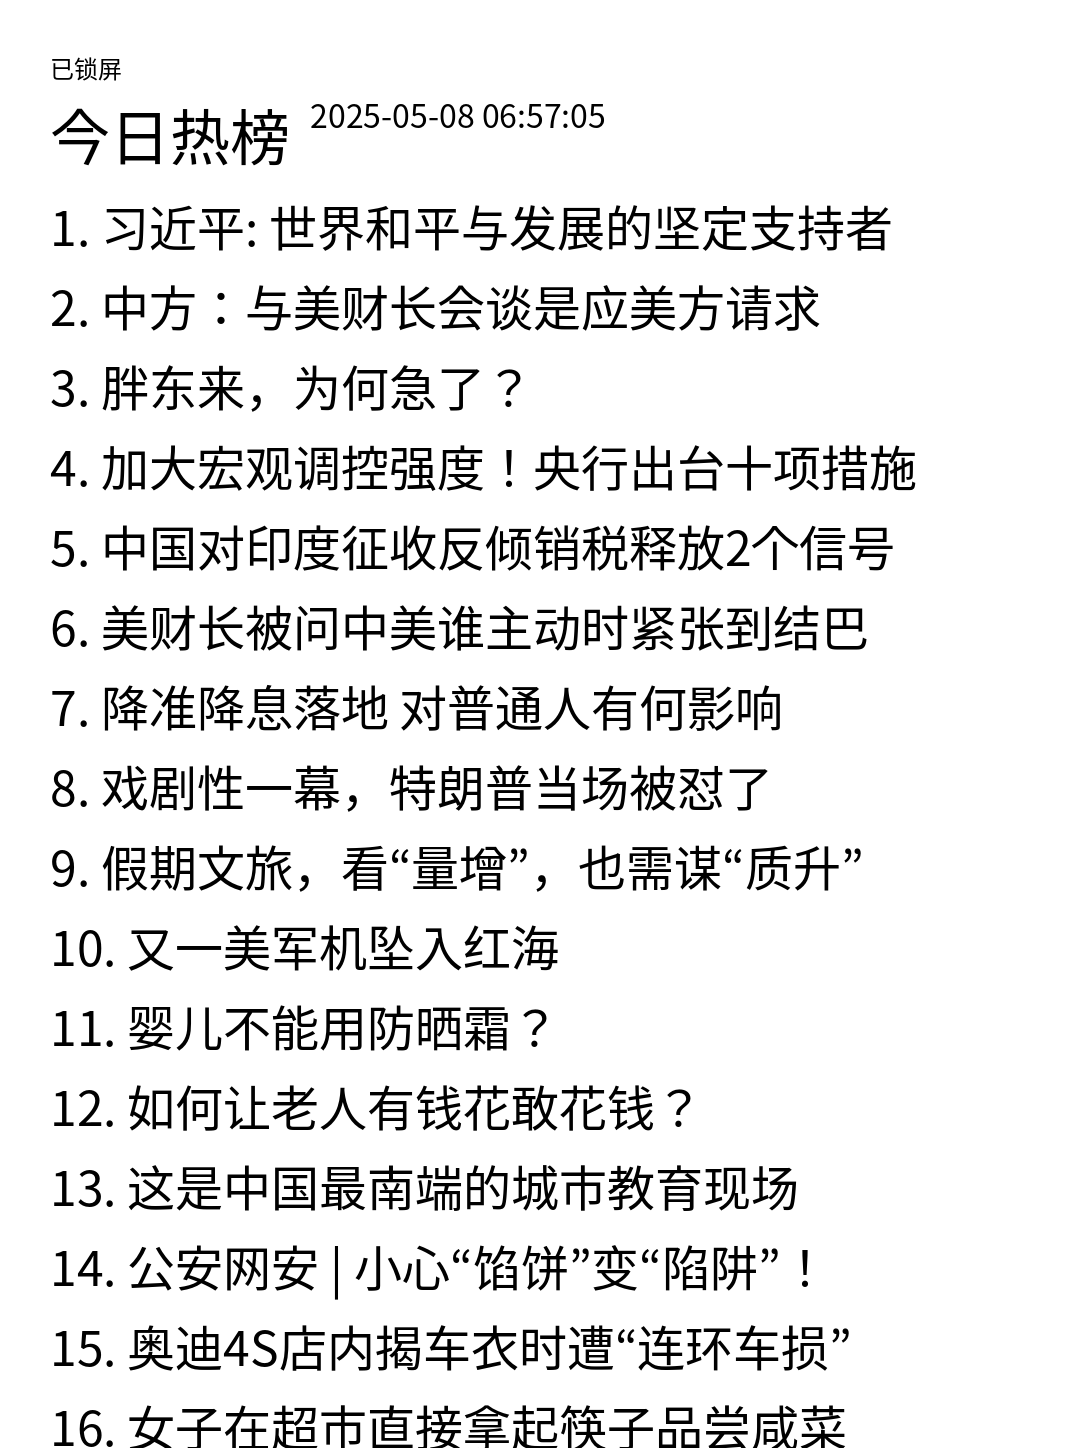 已锁屏
今日热榜 2025-05-08 06:57:05
1. 习近平: 世界和平与发展的坚定支持者
2. 中方：与美财长会谈是应美方请求
3. 胖东来，为何急了？
4. 加大宏观调控强度！央行出台十项措施
5. 中国对印度征收反倾销税释放2个信号
6. 美财长被问中美谁主动时紧张到结巴
7. 降准降息落地 对普通人有何影响
8. 戏剧性一幕，特朗普当场被怼了
9. 假期文旅，看“量增”，也需谋“质升”
10. 又一美军机坠入红海
11. 婴儿不能用防晒霜？
12. 如何让老人有钱花敢花钱？
13. 这是中国最南端的城市教育现场
14. 公安网安 | 小心“馅饼”变“陷阱”！
15. 奥迪4S店内揭车衣时遭“连环车损”
16. 女子在超市直接拿起筷子品尝咸菜